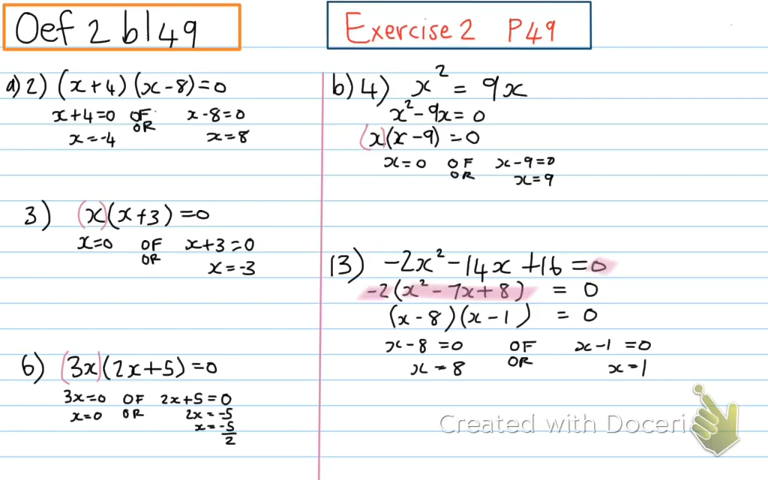 Oef 2 bl 49
Exercise 2 P49
a) 2) (x+4)(x-8)=0
x+4=0 OF x-8=0
OR
x=-4 x=8
3) (x)(x+3)=0
x=0 OF x+3=0
OR
x=-3
6) (3x)(2x+5)=0
3x=0 OF 2x+5=0
x=0 OR 2x=-5
x=-5/2
b) 4) x² = 9x
x²-9x=0
(x)(x-9)=0
x=0 OF x-9=0
OR x=9
13) -2x²-14x+16=0
-2(x²-7x+8) = 0
(x-8)(x-1) = 0
x-8=0 OF x-1=0
x=8 OR x=1
Created with Doceri